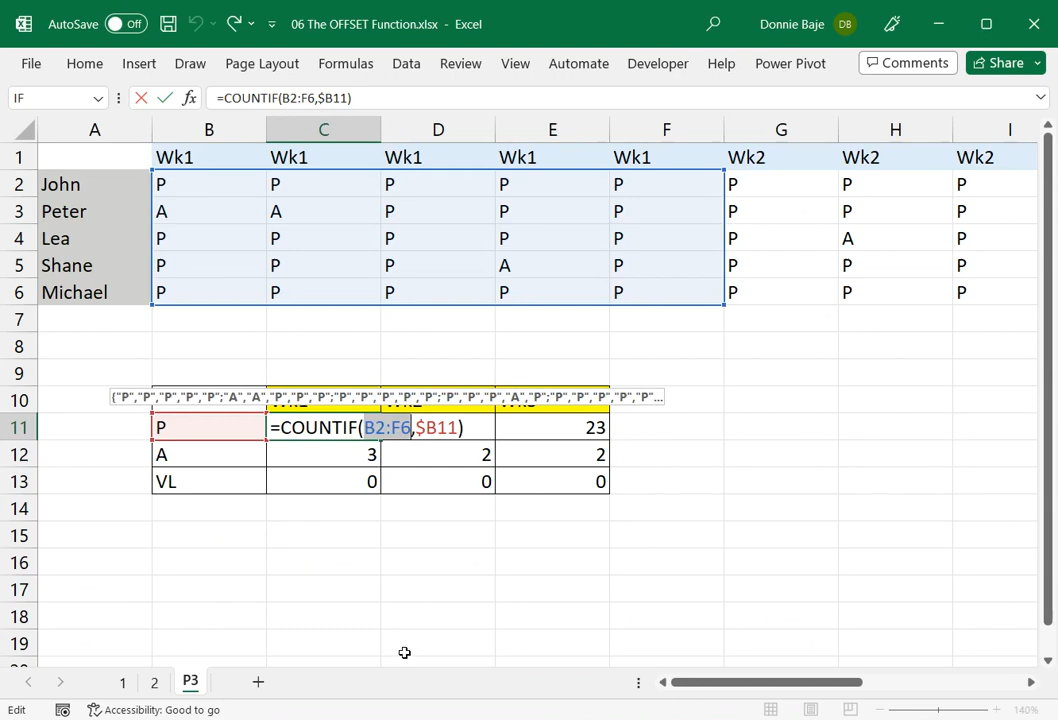 AutoSave Off 06 The OFFSET Function.xlsx - Excel Donnie Baje DB
File Home Insert Draw Page Layout Formulas Data Review View Automate Developer Help Power Pivot Comments Share
IF fx =COUNTIF(B2:F6,$B11)
A B C D E F G H I
1 Wk1 Wk1 Wk1 Wk1 Wk1 Wk2 Wk2 Wk2
2 John P P P P P P P P
3 Peter A A P P P P P P
4 Lea P P P P P P A P
5 Shane P P P A P P P P
6 Michael P P P P P P P P
7
8
9
{"P","P","P","P","P";"A","A","P","P","P";"P","P","P","P","P";"P","P","P","A","P";"P","P","P","P","P"...
10
11 P =COUNTIF(B2:F6,$B11) 23
12 A 3 2 2
13 VL 0 0 0
14
15
16
17
18
19
1 2 P3
Edit Accessibility: Good to go 140%